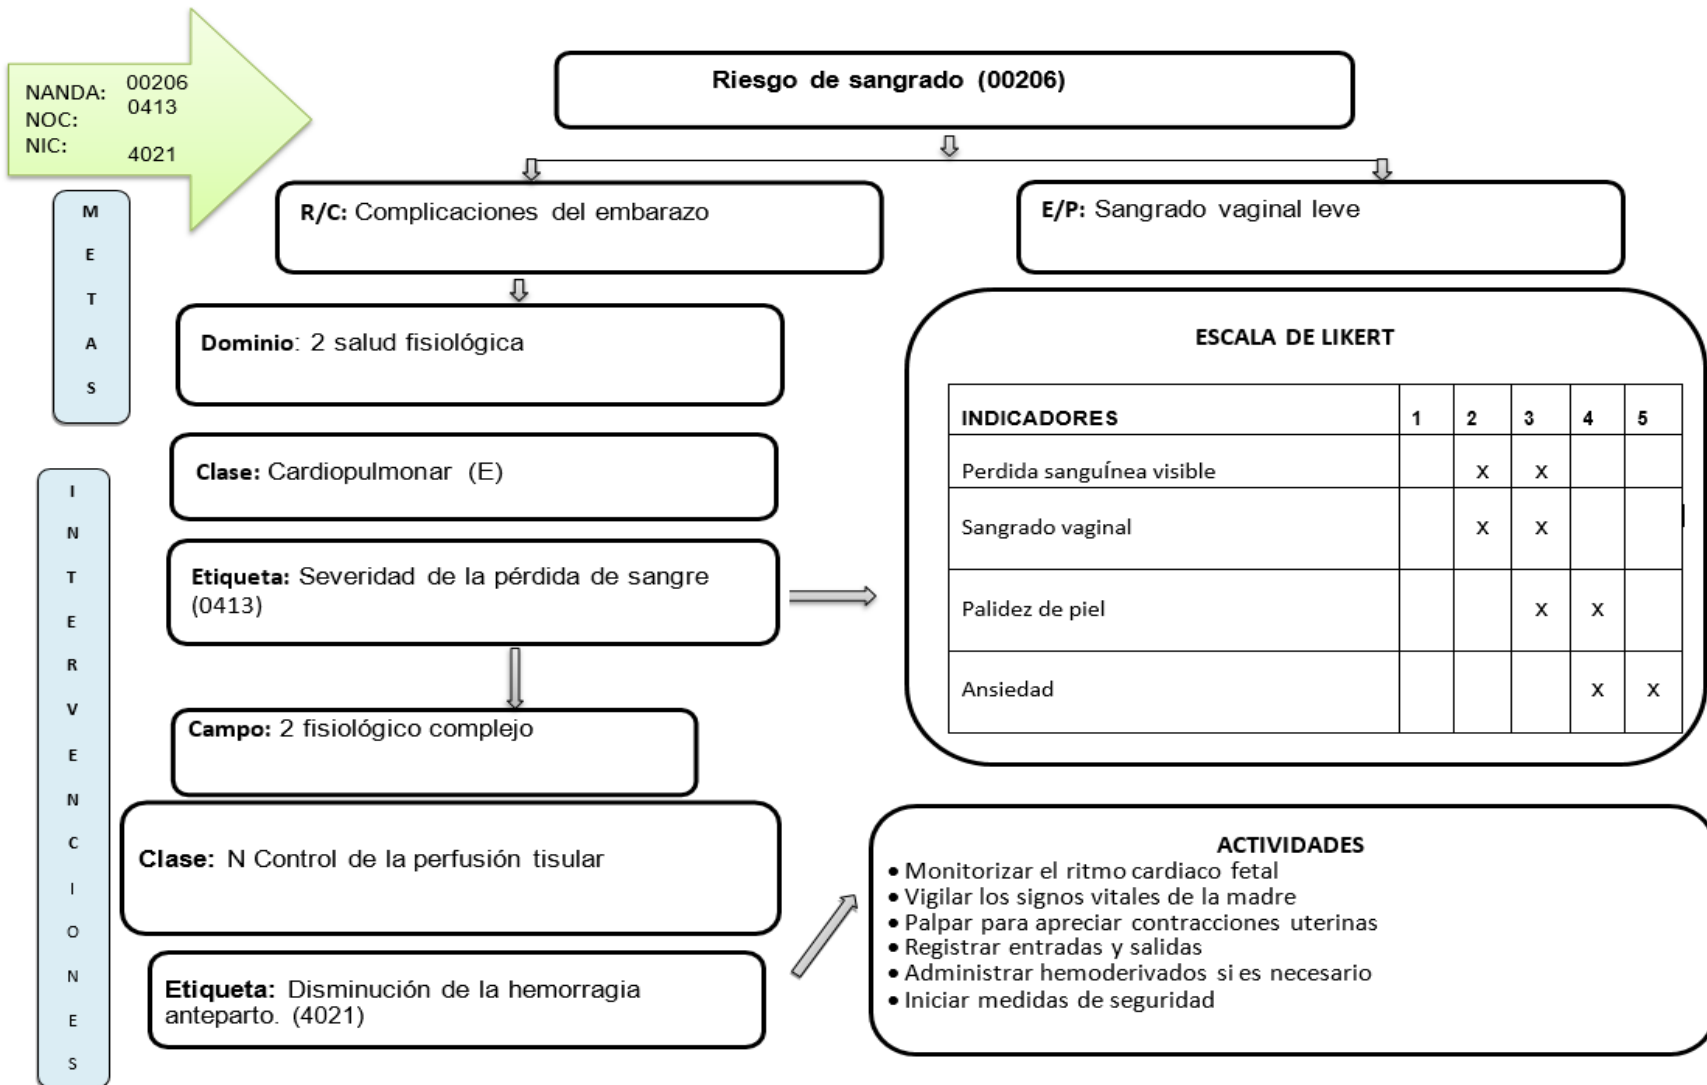 NANDA: 00206
NOC: 0413
NIC: 4021
Riesgo de sangrado (00206)
M
E
T
A
S
R/C: Complicaciones del embarazo
E/P: Sangrado vaginal leve
Dominio: 2 salud fisiológica
Clase: Cardiopulmonar (E)
Etiqueta: Severidad de la pérdida de sangre
(0413)
ESCALA DE LIKERT
INDICADORES 1 2 3 4 5
Perdida sanguÍnea visible x x
Sangrado vaginal x x
Palidez de piel x x
Ansiedad x x
I
N
T
E
R
V
E
N
C
I
O
N
E
S
Campo: 2 fisiológico complejo
Clase: N Control de la perfusión tisular
Etiqueta: Disminución de la hemorragia
anteparto. (4021)
ACTIVIDADES
• Monitorizar el ritmo cardiaco fetal
• Vigilar los signos vitales de la madre
• Palpar para apreciar contracciones uterinas
• Registrar entradas y salidas
• Administrar hemoderivados si es necesario
• Iniciar medidas de seguridad